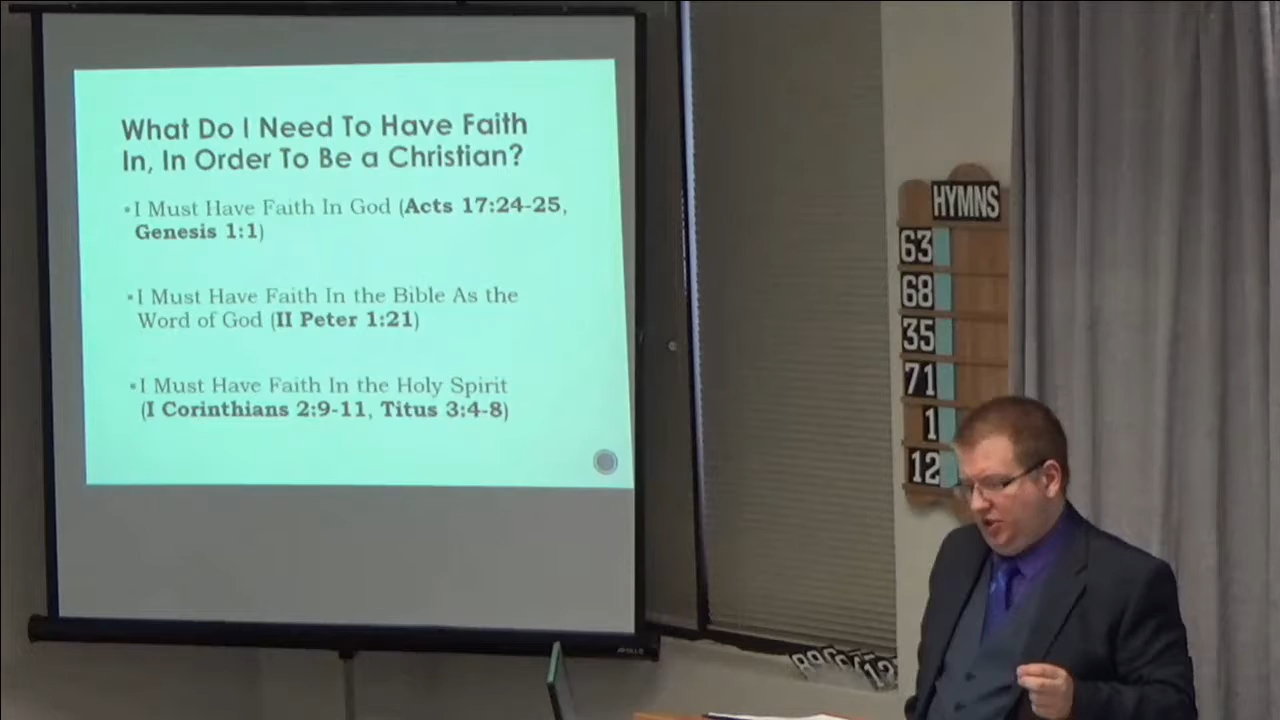 What Do I Need To Have Faith
In, In Order To Be a Christian?
•I Must Have Faith In God (Acts 17:24-25,
Genesis 1:1)
•I Must Have Faith In the Bible As the
Word of God (II Peter 1:21)
•I Must Have Faith In the Holy Spirit
(I Corinthians 2:9-11, Titus 3:4-8)
HYMNS
63
68
35
71
1
12
APOLLO